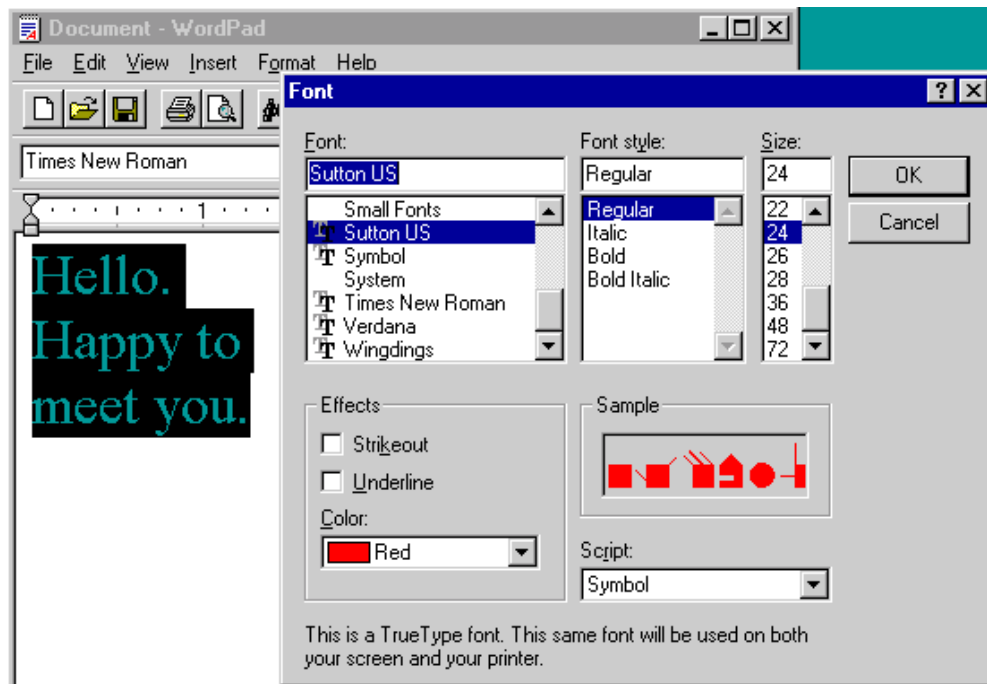 Document - WordPad
File Edit View Insert Format Help
Times New Roman
1
Hello.
Happy to
meet you.
Font
Font:
Sutton US
Small Fonts
Sutton US
Symbol
System
Times New Roman
Verdana
Wingdings
Font style:
Regular
Regular
Italic
Bold
Bold Italic
Size:
24
22
24
26
28
36
48
72
OK
Cancel
Effects
Strikeout
Underline
Color:
Red
Sample
Script:
Symbol
This is a TrueType font. This same font will be used on both
your screen and your printer.